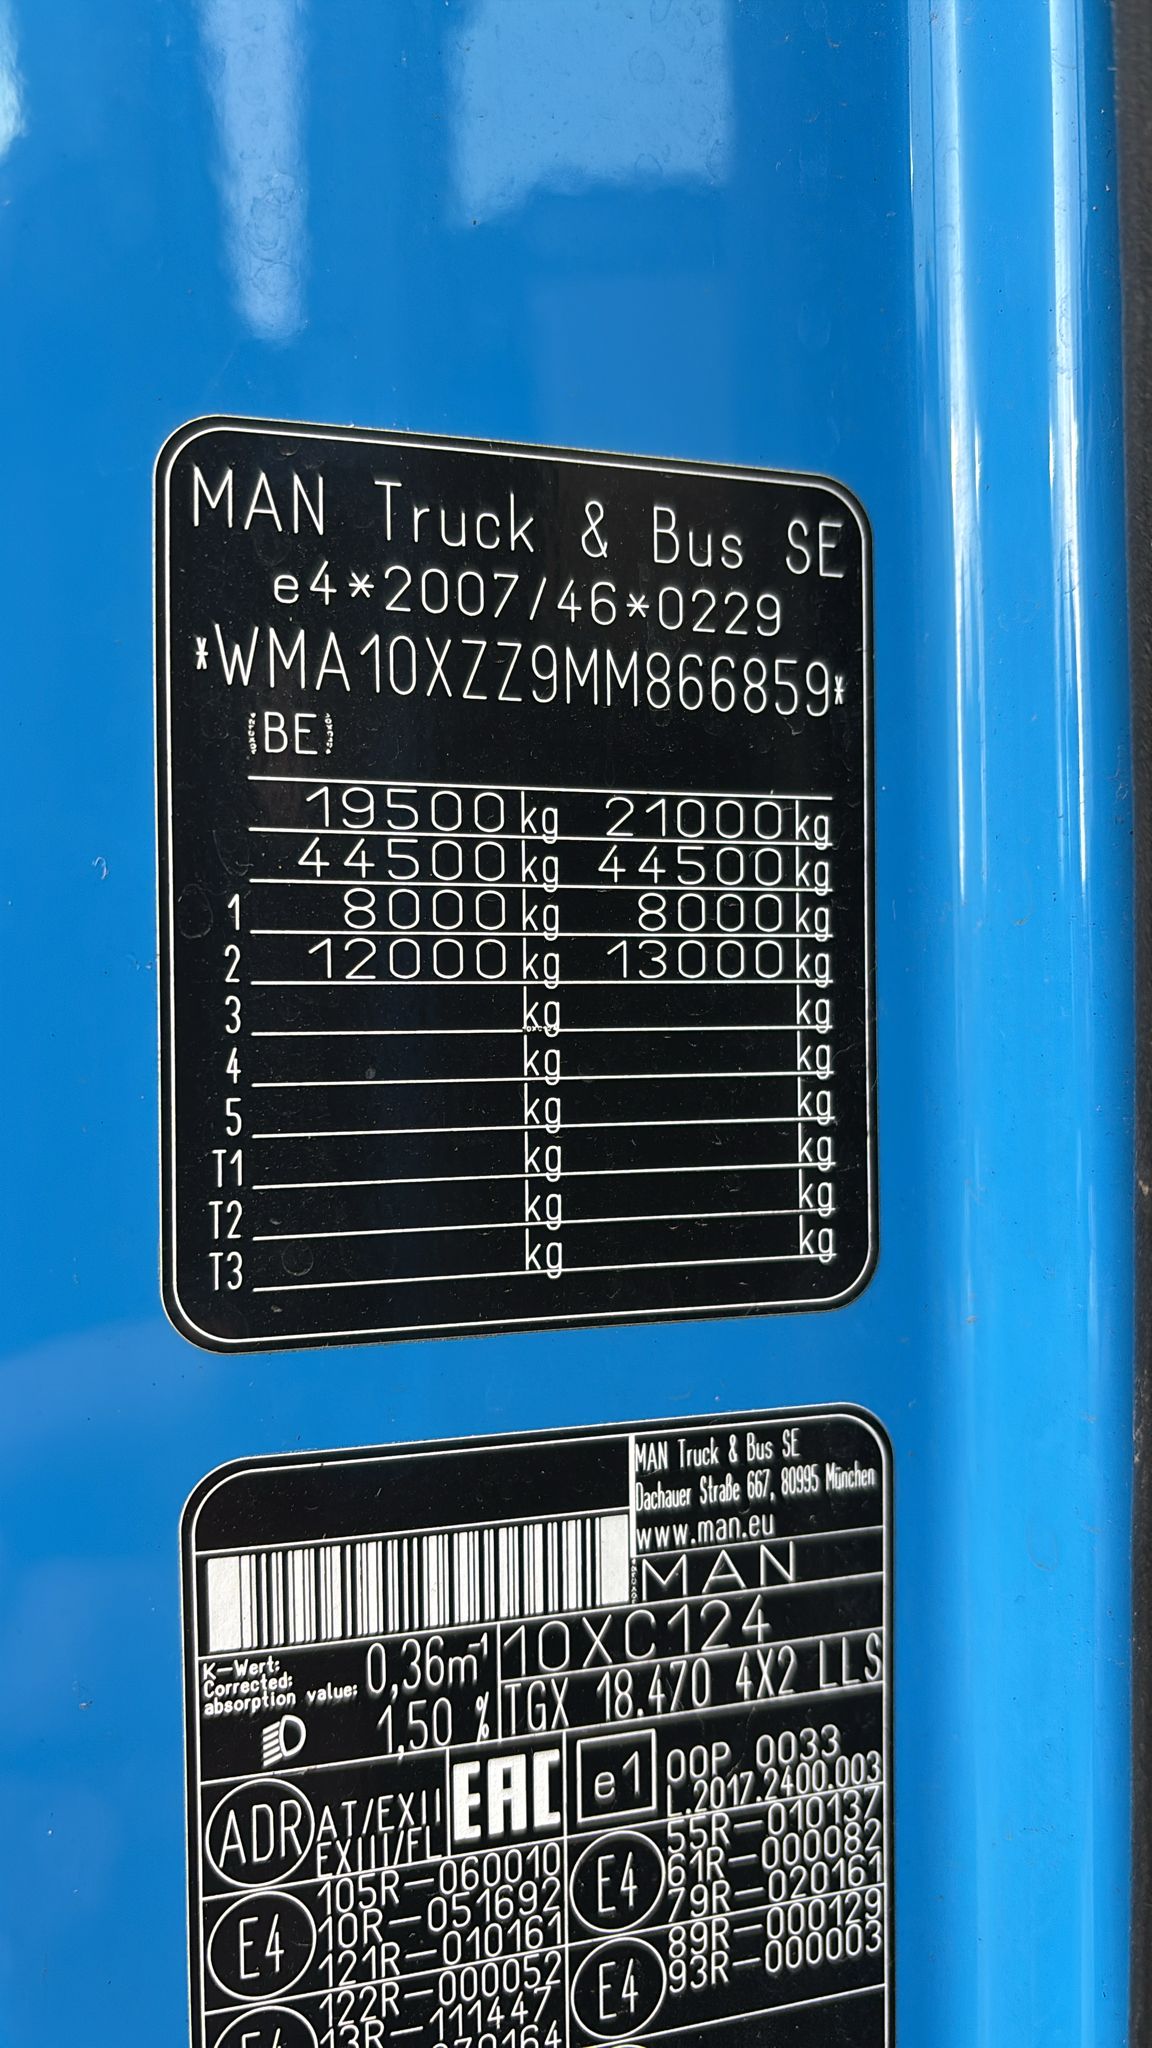 MAN Truck & Bus SE
e4*2007/46*0229
*WMA10XZZ9MM866859*
BE
19500 kg 21000 kg
44500 kg 44500 kg
1 8000 kg 8000 kg
2 12000 kg 13000 kg
3 kg kg
4 kg kg
5 kg kg
T1 kg kg
T2 kg kg
T3 kg kg
MAN Truck & Bus SE
Dachauer Straße 667, 80995 München
www.man.eu
MAN
10XC124
TGX 18.470 4X2 LLS
K-Wert:
Corrected:
absorption value: 0,36m⁻¹
1,50 %
ADR AT/EXII
EXIII/FL
EAC
e1 00P 0033
L.2017.2400.003
E4
105R-060010
10R-051692
121R-010161
122R-000052
13R-111447
E4
55R-010137
61R-000082
79R-020161
E4
89R-000129
93R-000003
E4